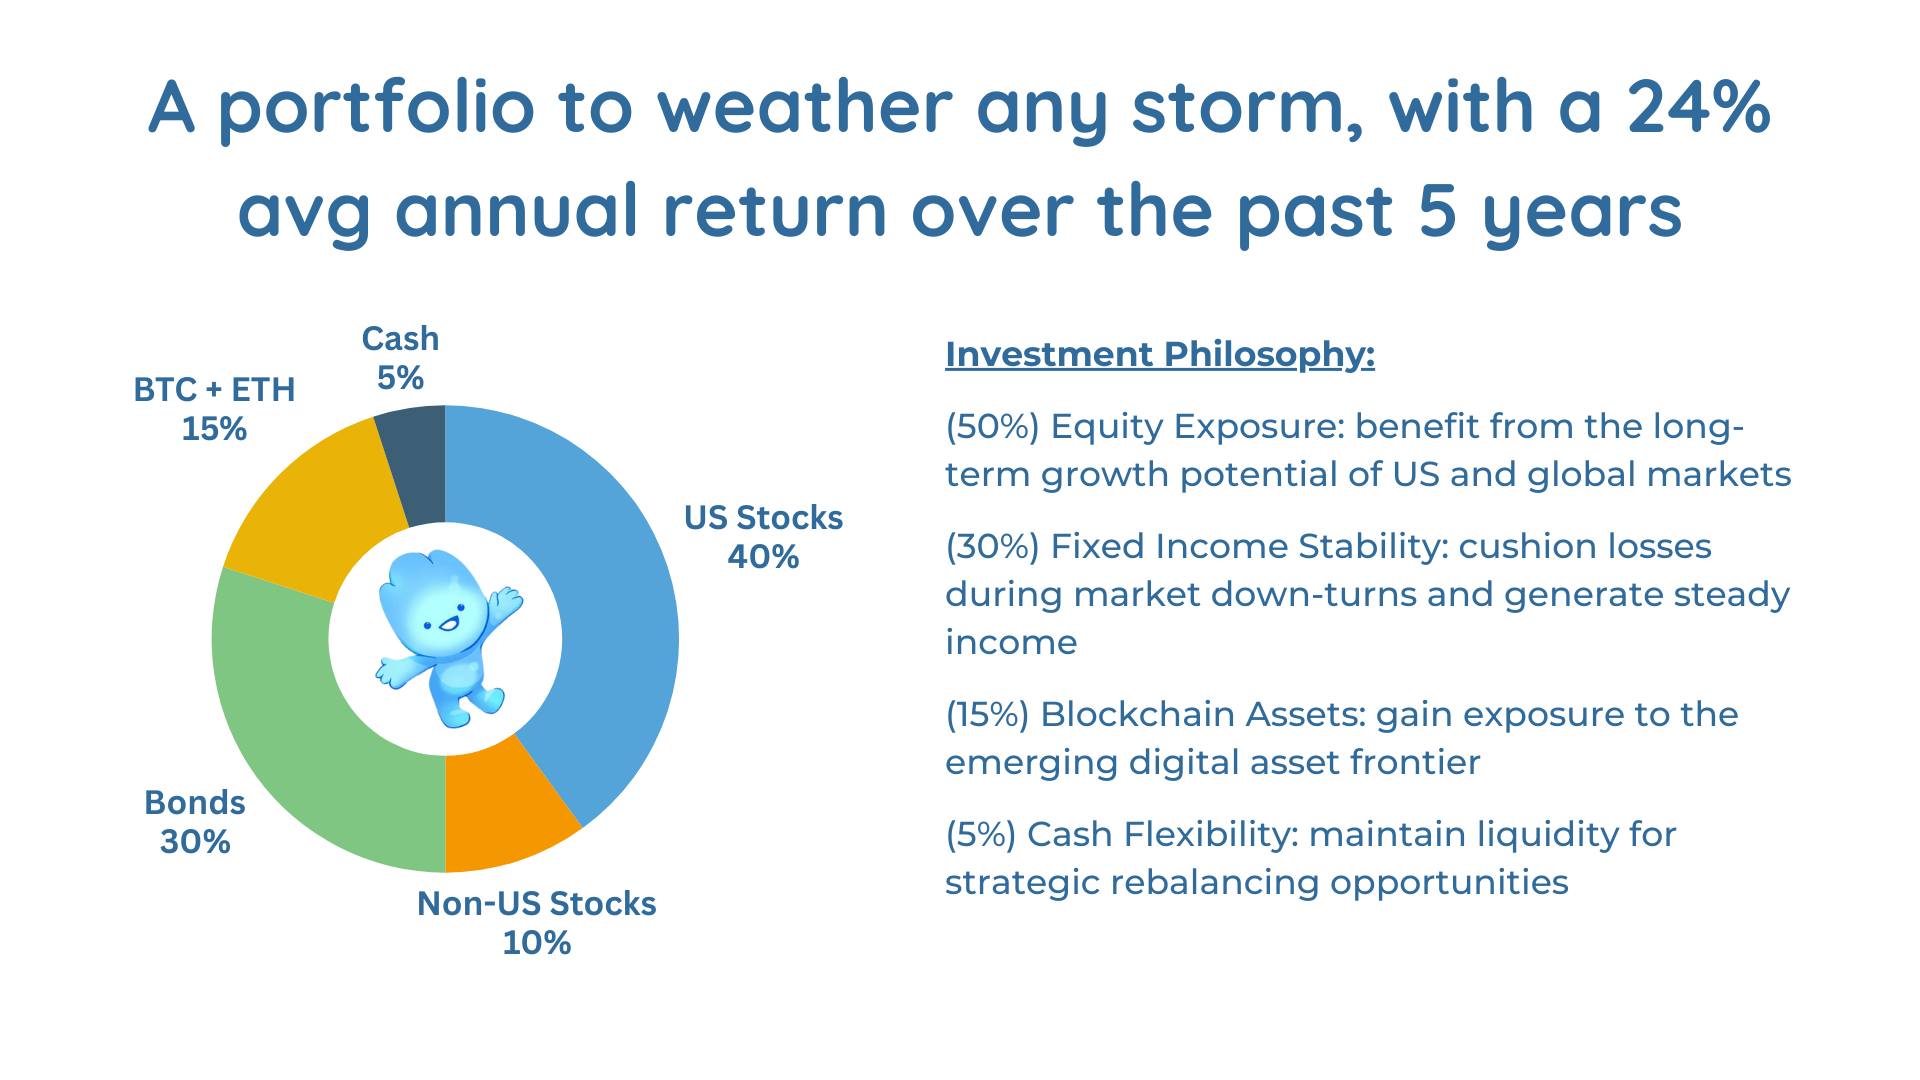 A portfolio to weather any storm, with a 24%
avg annual return over the past 5 years
Cash
5%
BTC + ETH
15%
US Stocks
40%
Bonds
30%
Non-US Stocks
10%
Investment Philosophy:
(50%) Equity Exposure: benefit from the long-
term growth potential of US and global markets
(30%) Fixed Income Stability: cushion losses
during market down-turns and generate steady
income
(15%) Blockchain Assets: gain exposure to the
emerging digital asset frontier
(5%) Cash Flexibility: maintain liquidity for
strategic rebalancing opportunities